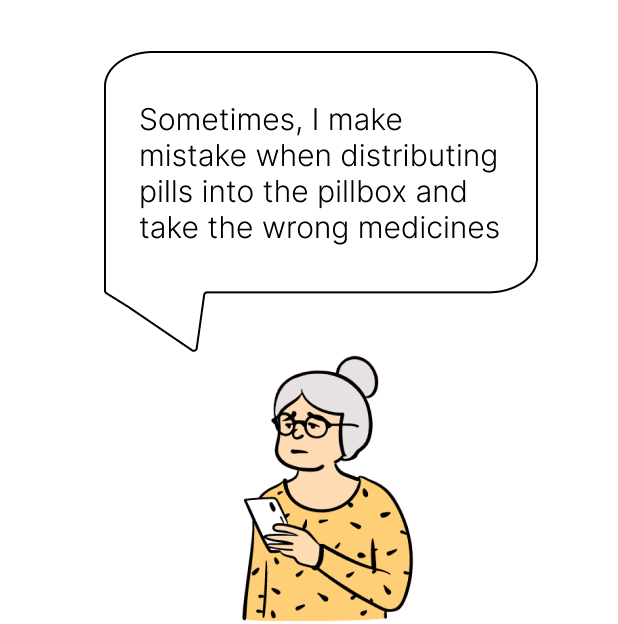 Sometimes, I make
mistake when distributing
pills into the pillbox and
take the wrong medicines